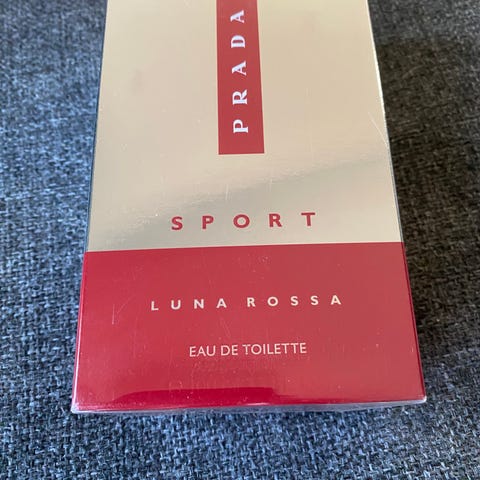 PRADA
SPORT
LUNA ROSSA
EAU DE TOILETTE